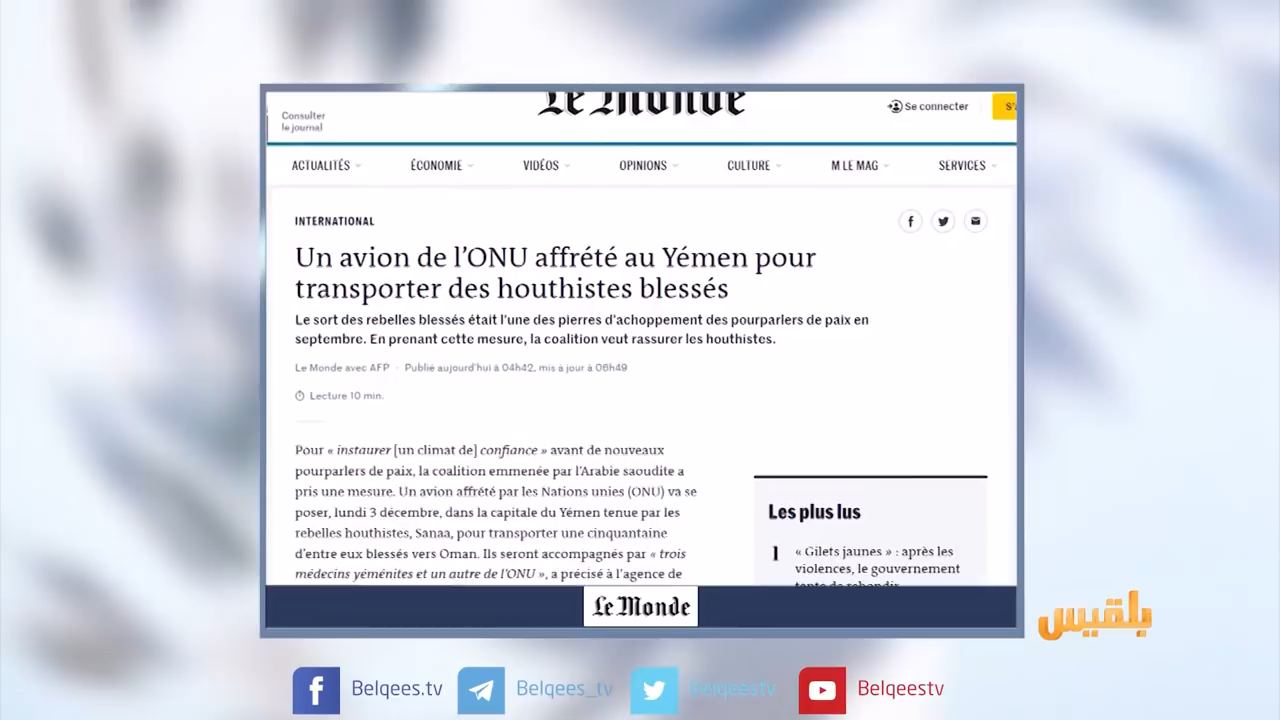 Le Monde
Consulter
le journal
Se connecter
S'a
ACTUALITÉS
ÉCONOMIE
VIDÉOS
OPINIONS
CULTURE
M LE MAG
SERVICES
INTERNATIONAL
Un avion de l'ONU affrété au Yémen pour
transporter des houthistes blessés
Le sort des rebelles blessés était l'une des pierres d'achoppement des pourparlers de paix en
septembre. En prenant cette mesure, la coalition veut rassurer les houthistes.
Le Monde avec AFP · Publié aujourd'hui à 04h42, mis à jour à 06h49
Lecture 10 min.
Pour « instaurer [un climat de] confiance » avant de nouveaux
pourparlers de paix, la coalition emmenée par l'Arabie saoudite a
pris une mesure. Un avion affrété par les Nations unies (ONU) va se
poser, lundi 3 décembre, dans la capitale du Yémen tenue par les
rebelles houthistes, Sanaa, pour transporter une cinquantaine
d'entre eux blessés vers Oman. Ils seront accompagnés par « trois
médecins yéménites et un autre de l'ONU », a précisé à l'agence de
Les plus lus
1
« Gilets jaunes » : après les
violences, le gouvernement
tente de rebondir
Le Monde
بلقيس
Belqees.tv
Belqees_tv
Belqeestv
Belqeestv